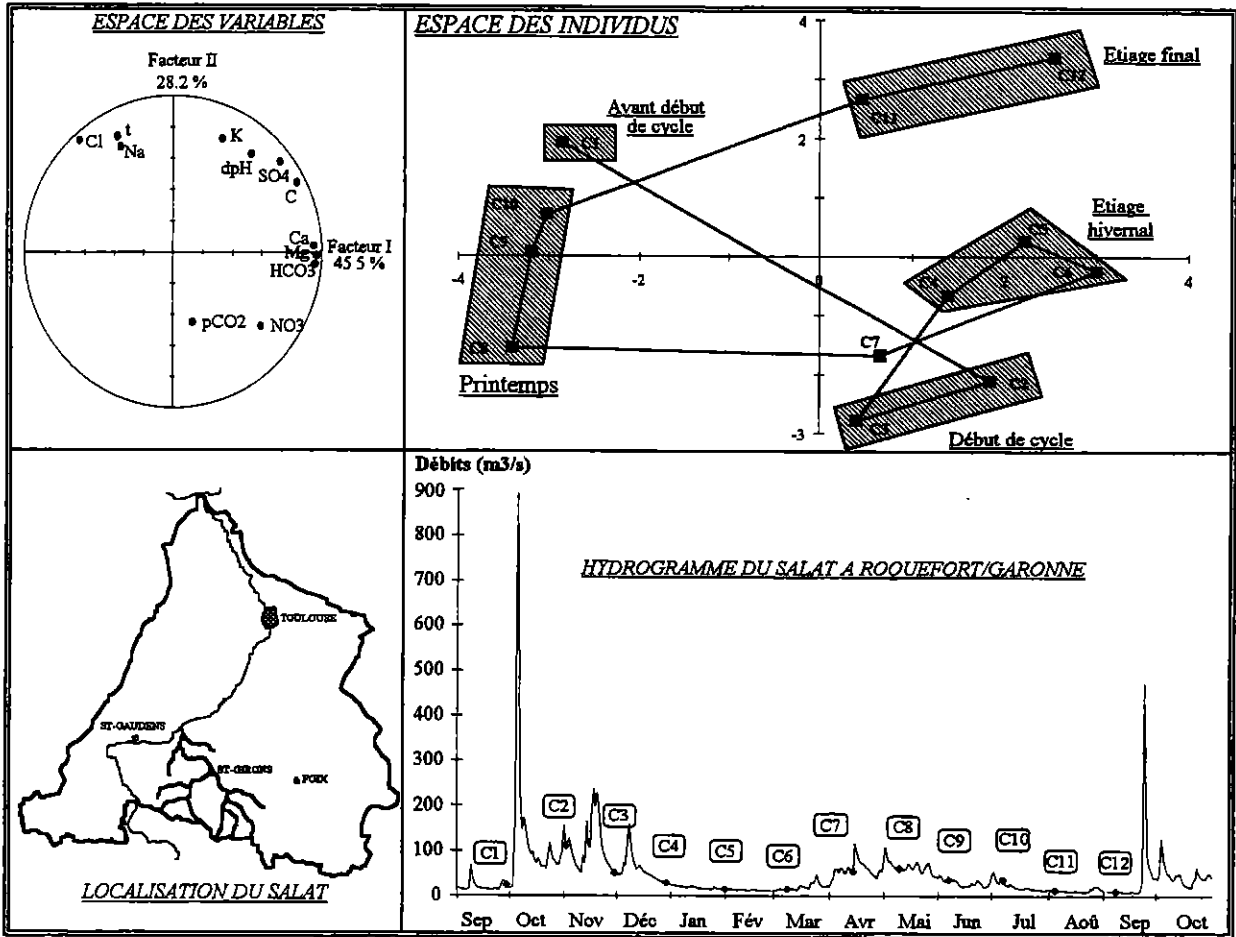 ESPACE DES VARIABLES
Facteur II
28.2 %
Cl
t
Na
K
dpH
SO4
C
Ca
Mg
HCO3
Facteur I
45 5 %
pCO2
NO3
ESPACE DES INDIVIDUS
4
Etiage final
C12
C11
Avant début
de cycle
C1
2
C10
C9
C8
Printemps
-4
-2
0
2
4
Etiage
hivernal
C5
C6
C4
C7
C2
C3
-3
Début de cycle
TOULOUSE
ST-GAUDENS
ST-GIRONS
FOIX
LOCALISATION DU SALAT
Débits (m3/s)
HYDROGRAMME DU SALAT A ROQUEFORT/GARONNE
900
800
700
600
500
400
300
200
100
0
C1
C2
C3
C4
C5
C6
C7
C8
C9
C10
C11
C12
Sep Oct Nov Déc Jan Fév Mar Avr Mai Jun Jul Aoû Sep Oct